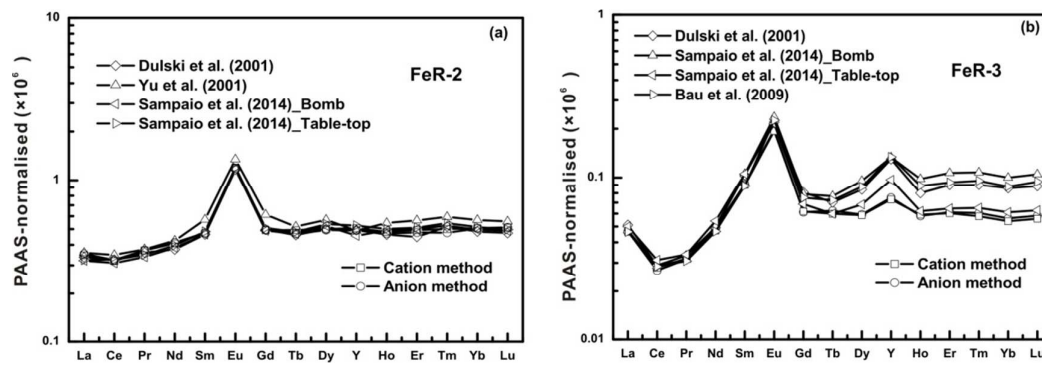 10
(a)
Dulski et al. (2001)
Yu et al. (2001)
Sampaio et al. (2014)_Bomb
Sampaio et al. (2014)_Table-top
FeR-2
PAAS-normalised (×10⁶)
1
Cation method
Anion method
0.1
La Ce Pr Nd Sm Eu Gd Tb Dy Y Ho Er Tm Yb Lu
1
(b)
Dulski et al. (2001)
Sampaio et al. (2014)_Bomb
Sampaio et al. (2014)_Table-top
Bau et al. (2009)
FeR-3
PAAS-normalised (×10⁶)
0.1
Cation method
Anion method
0.01
La Ce Pr Nd Sm Eu Gd Tb Dy Y Ho Er Tm Yb Lu